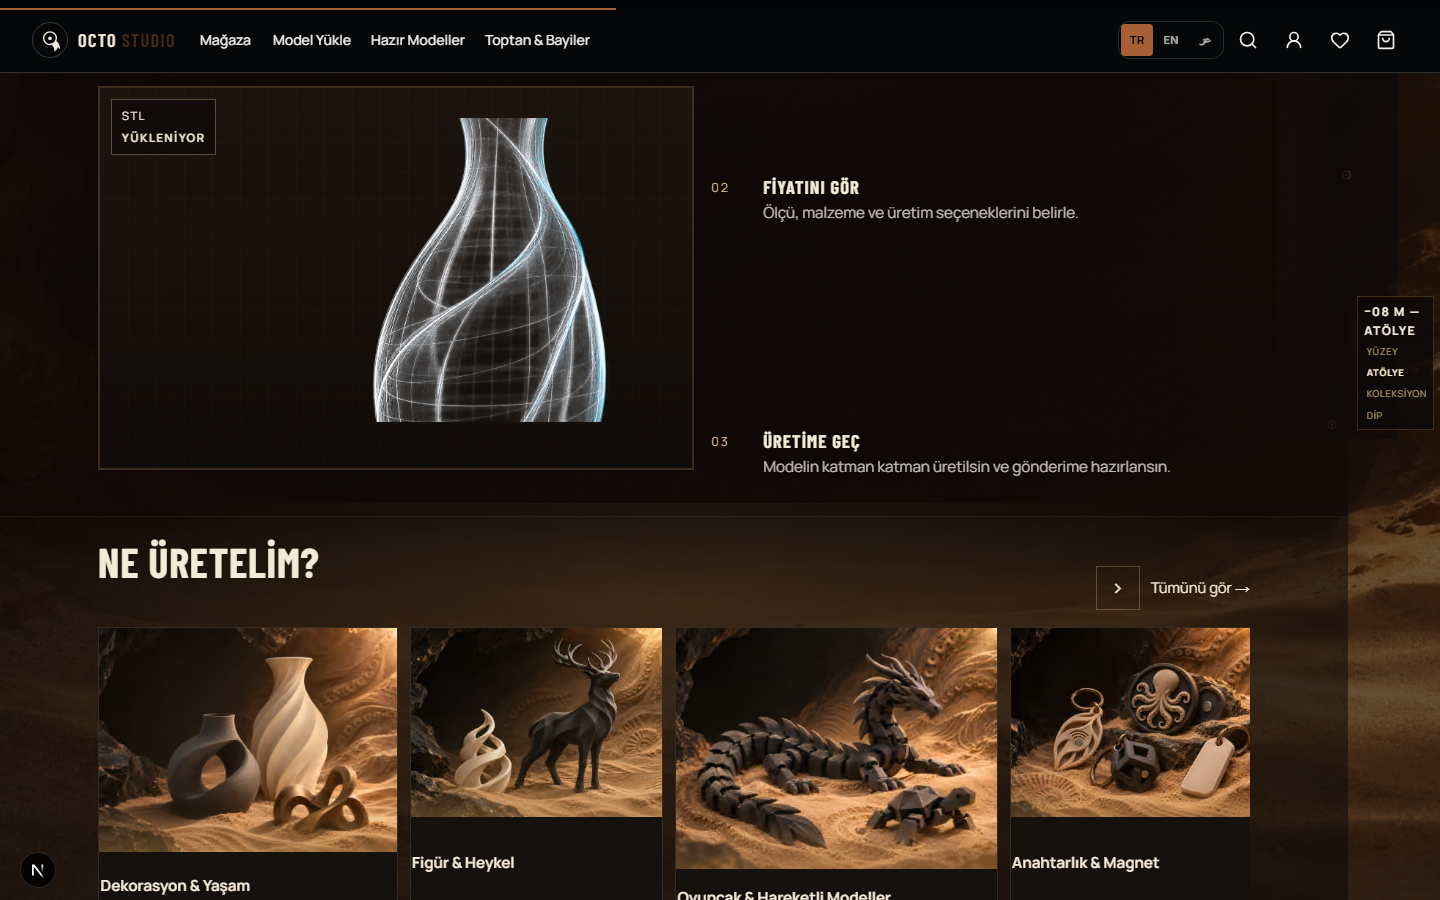 OCTO STUDIO
Mağaza
Model Yükle
Hazır Modeller
Toptan & Bayiler
TR
EN
عر
STL
YÜKLENİYOR
02
FİYATINI GÖR
Ölçü, malzeme ve üretim seçeneklerini belirle.
−08 M —
ATÖLYE
YÜZEY
ATÖLYE
KOLEKSİYON
DİP
03
ÜRETİME GEÇ
Modelin katman katman üretilsin ve gönderime hazırlansın.
NE ÜRETELİM?
Tümünü gör →
Dekorasyon & Yaşam
Figür & Heykel
Oyuncak & Hareketli Modeller
Anahtarlık & Magnet
N